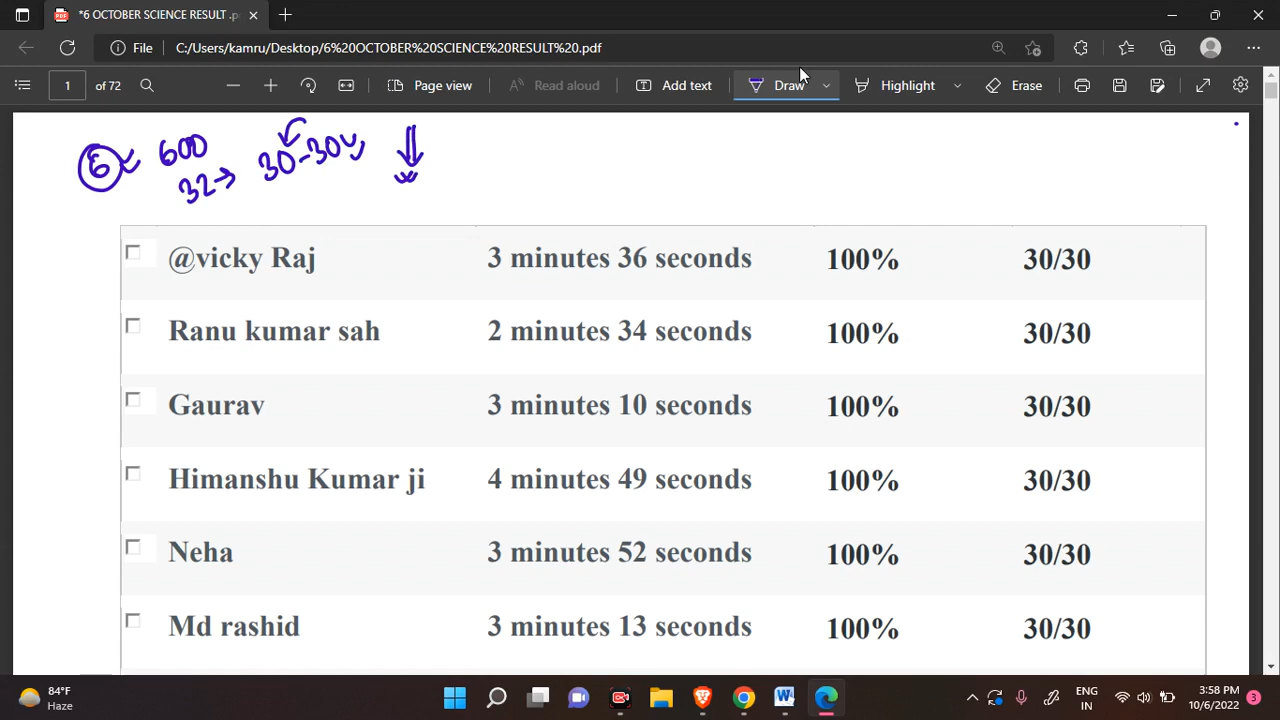 *6 OCTOBER SCIENCE RESULT .p
File C:/Users/kamru/Desktop/6%20OCTOBER%20SCIENCE%20RESULT%20.pdf
1 of 72 Page view Read aloud Add text Draw Highlight Erase
6 600
32 → 30-30
@vicky Raj 3 minutes 36 seconds 100% 30/30
Ranu kumar sah 2 minutes 34 seconds 100% 30/30
Gaurav 3 minutes 10 seconds 100% 30/30
Himanshu Kumar ji 4 minutes 49 seconds 100% 30/30
Neha 3 minutes 52 seconds 100% 30/30
Md rashid 3 minutes 13 seconds 100% 30/30
84°F
Haze
ENG
IN
3:58 PM
10/6/2022
3